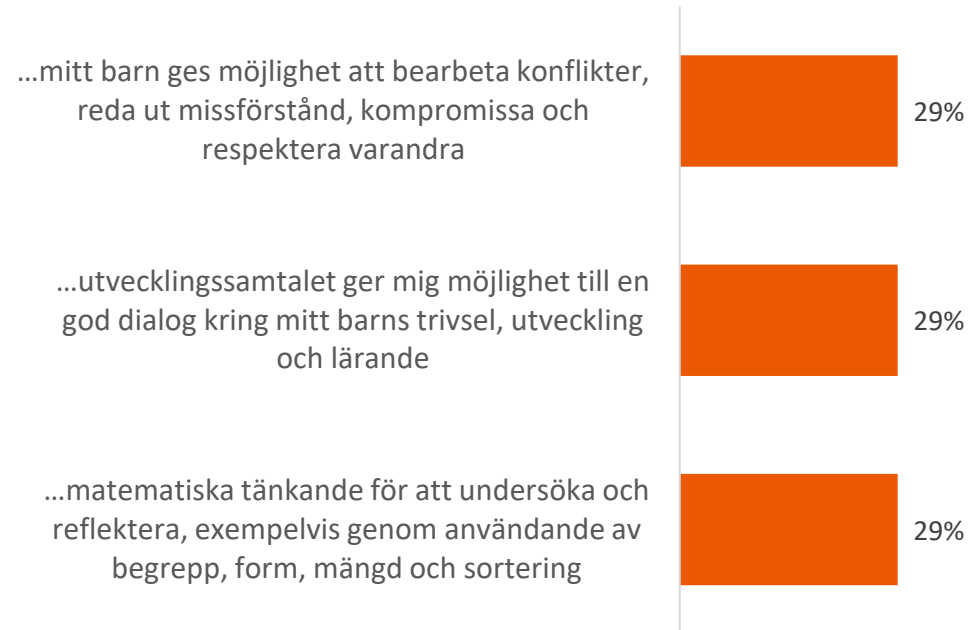 …mitt barn ges möjlighet att bearbeta konflikter,
reda ut missförstånd, kompromissa och
respektera varandra
29%
…utvecklingssamtalet ger mig möjlighet till en
god dialog kring mitt barns trivsel, utveckling
och lärande
29%
…matematiska tänkande för att undersöka och
reflektera, exempelvis genom användande av
begrepp, form, mängd och sortering
29%